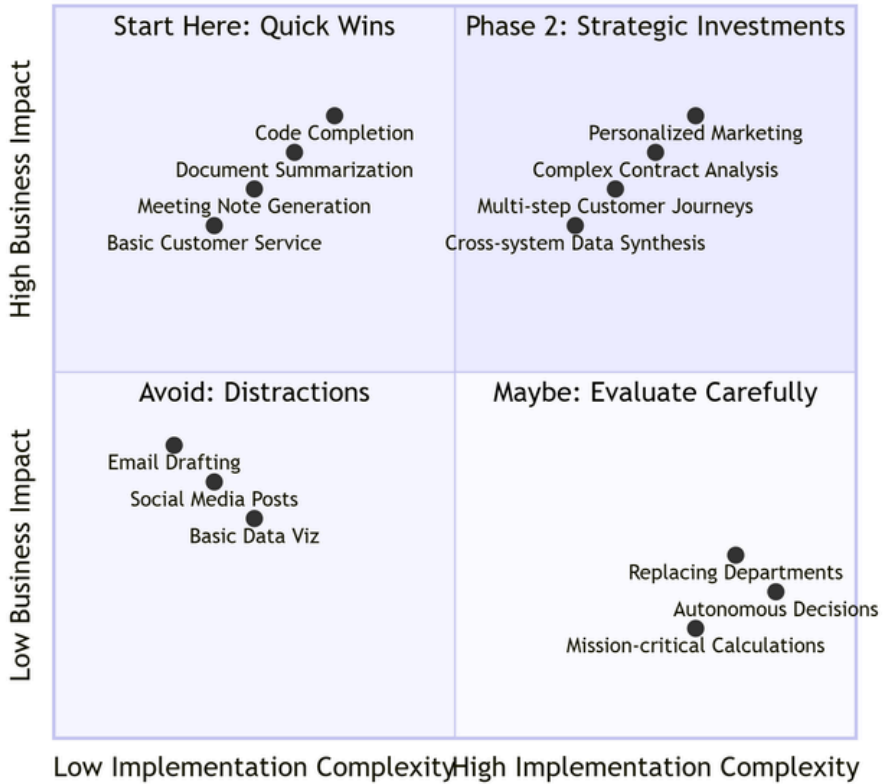 Start Here: Quick Wins
Phase 2: Strategic Investments
High Business Impact
Code Completion
Document Summarization
Meeting Note Generation
Basic Customer Service
Personalized Marketing
Complex Contract Analysis
Multi-step Customer Journeys
Cross-system Data Synthesis
Avoid: Distractions
Maybe: Evaluate Carefully
Low Business Impact
Email Drafting
Social Media Posts
Basic Data Viz
Replacing Departments
Autonomous Decisions
Mission-critical Calculations
Low Implementation Complexity
High Implementation Complexity